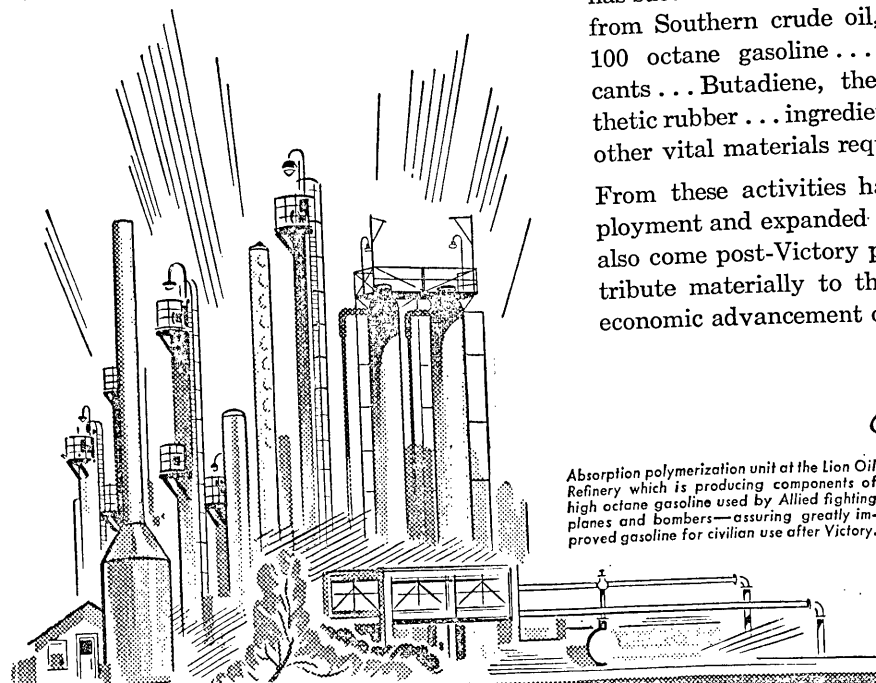 from Southern crude oil,
100 octane gasoline ...
cants ... Butadiene, the
thetic rubber ... ingredie
other vital materials req
From these activities ha
ployment and expanded
also come post-Victory p
tribute materially to th
economic advancement o
Absorption polymerization unit at the Lion Oil
Refinery which is producing components of
high octane gasoline used by Allied fighting
planes and bombers—assuring greatly im-
proved gasoline for civilian use after Victory.